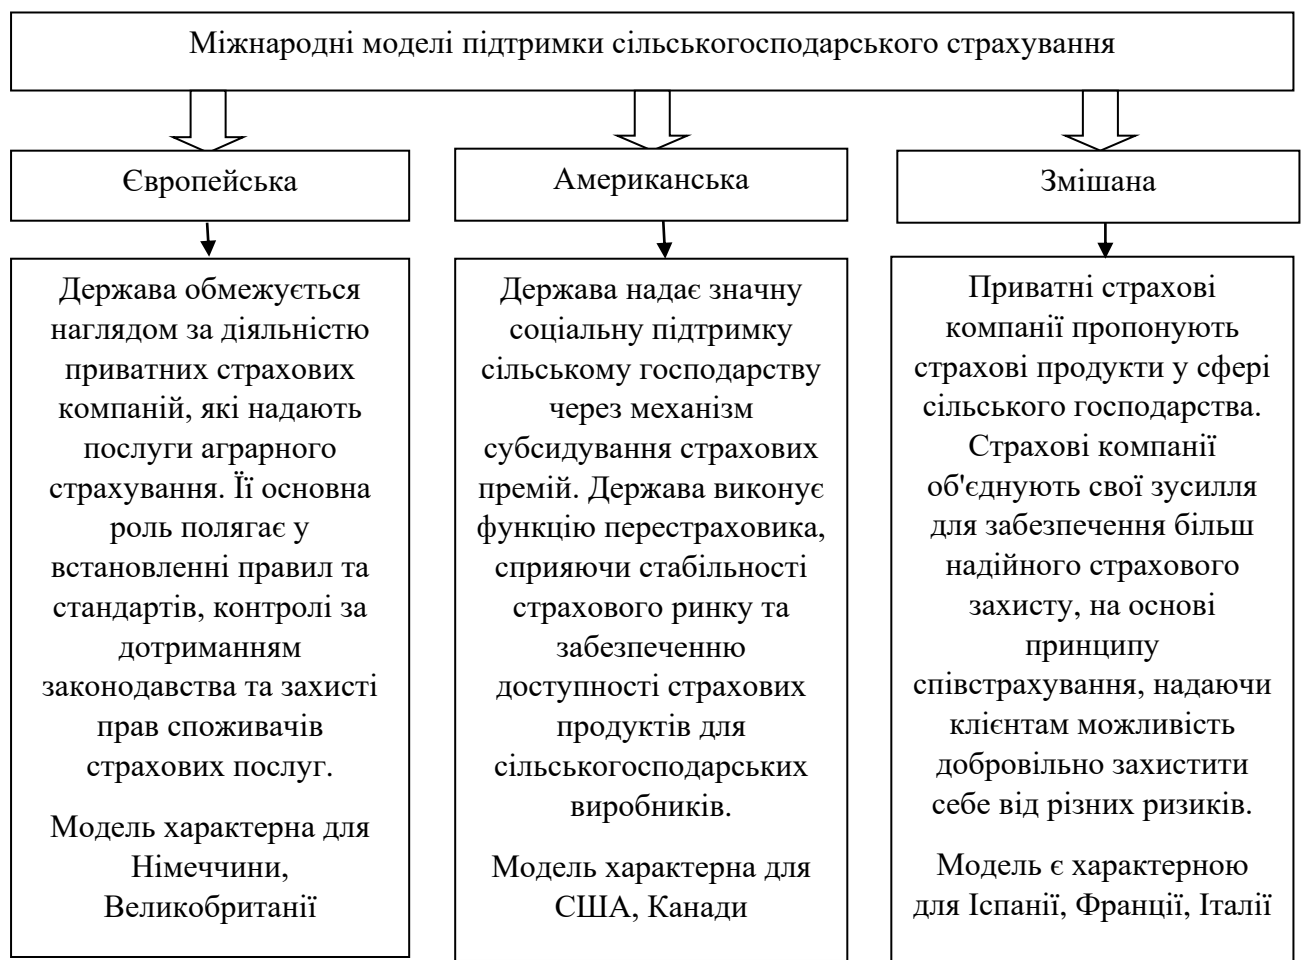 Міжнародні моделі підтримки сільськогосподарського страхування
Європейська
Американська
Змішана
Держава обмежується
наглядом за діяльністю
приватних страхових
компаній, які надають
послуги аграрного
страхування. Її основна
роль полягає у
встановленні правил та
стандартів, контролі за
дотриманням
законодавства та захисті
прав споживачів
страхових послуг.
Модель характерна для
Німеччини,
Великобританії
Держава надає значну
соціальну підтримку
сільському господарству
через механізм
субсидування страхових
премій. Держава виконує
функцію перестраховика,
сприяючи стабільності
страхового ринку та
забезпеченню
доступності страхових
продуктів для
сільськогосподарських
виробників.
Модель характерна для
США, Канади
Приватні страхові
компанії пропонують
страхові продукти у сфері
сільського господарства.
Страхові компанії
об'єднують свої зусилля
для забезпечення більш
надійного страхового
захисту, на основі
принципу
співстрахування, надаючи
клієнтам можливість
добровільно захистити
себе від різних ризиків.
Модель є характерною
для Іспанії, Франції, Італії